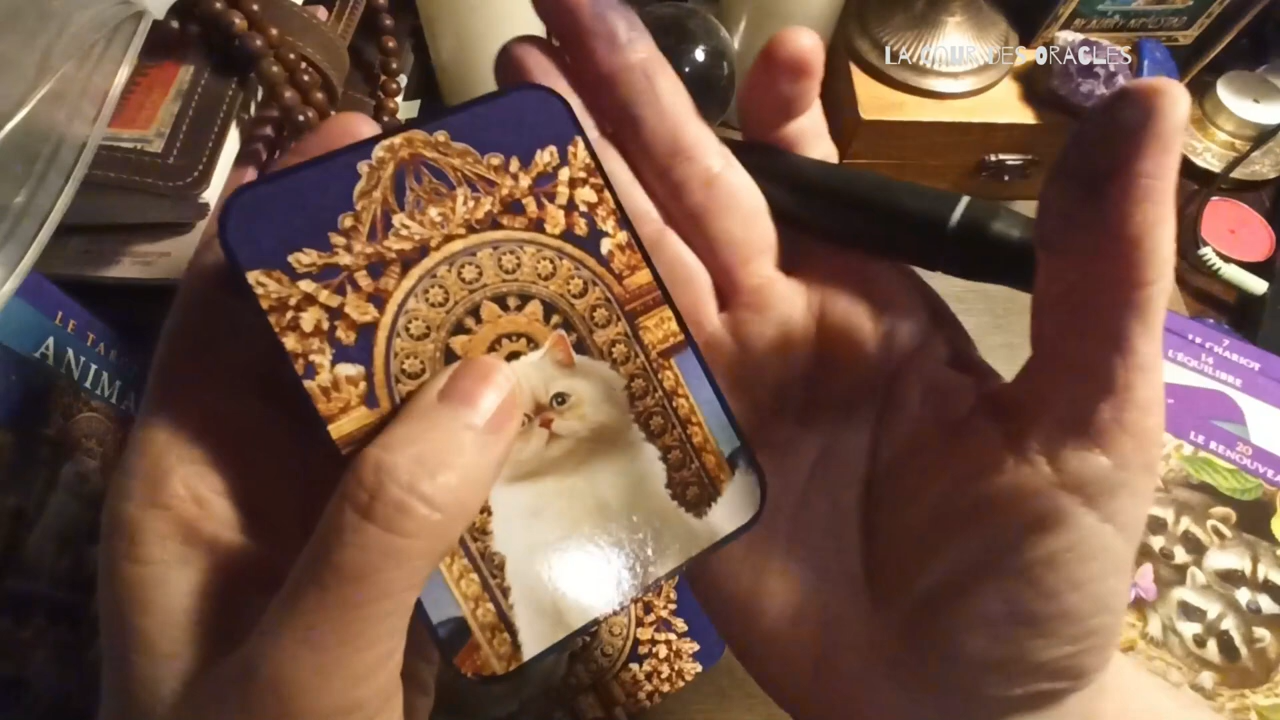 LA COUR DES ORACLES
LE TAR
ANIMA
7
LE CHARIOT
14
L'ÉQUILIBRE
20
LE RENOUVEA